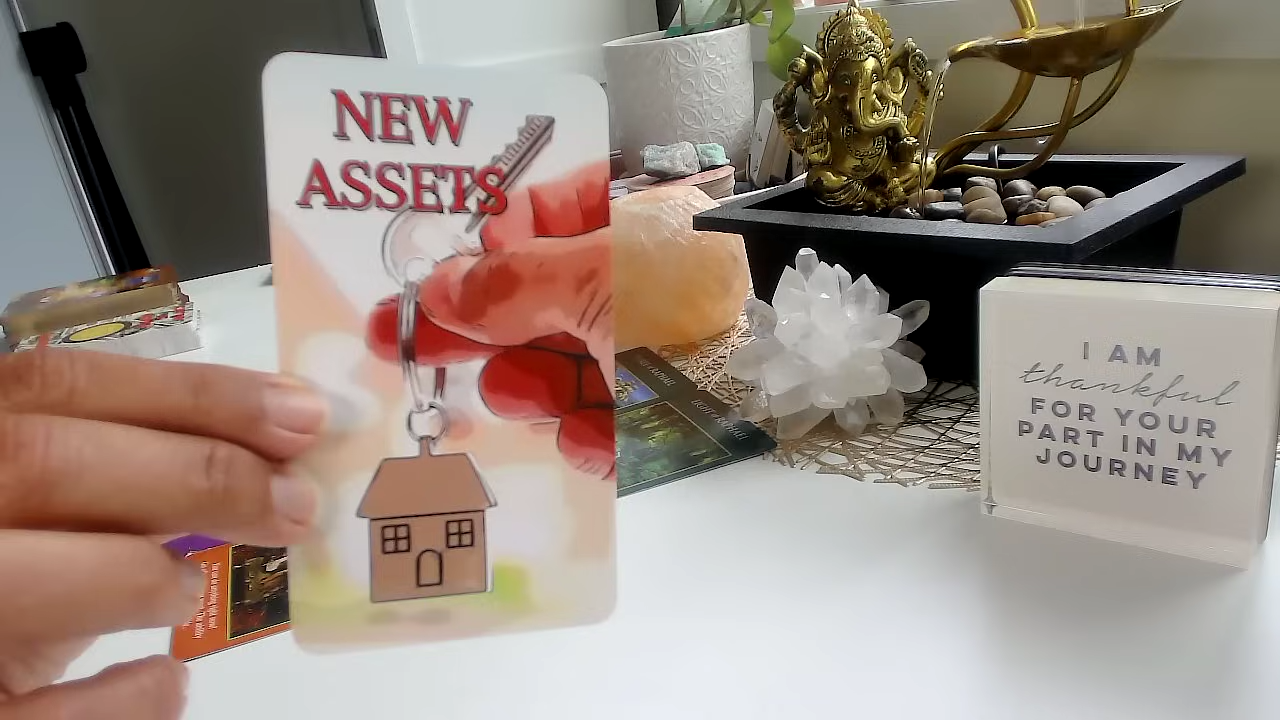 NEW
ASSETS
I AM
thankful
FOR YOUR
PART IN MY
JOURNEY